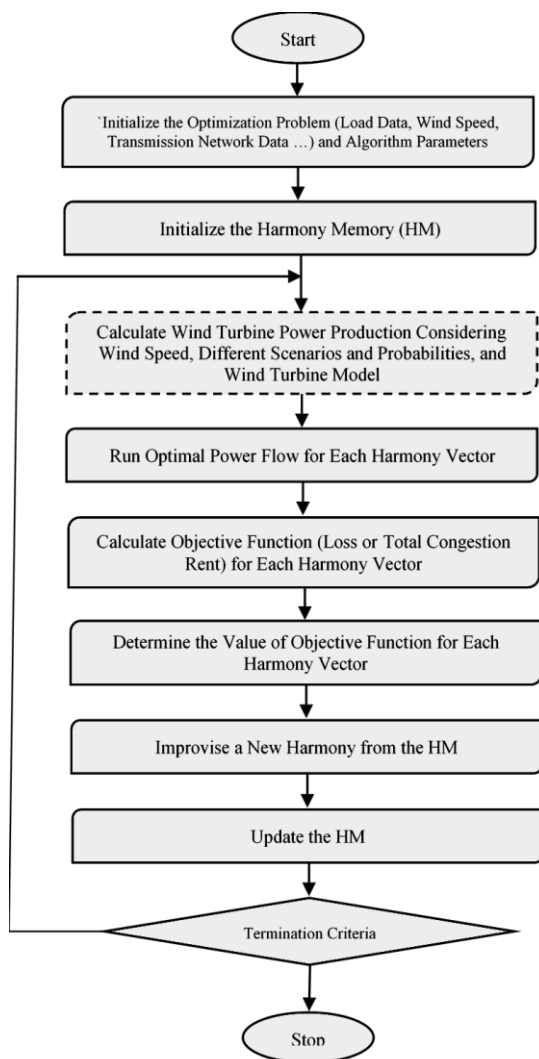 Start
`Initialize the Optimization Problem (Load Data, Wind Speed,
Transmission Network Data ...) and Algorithm Parameters
Initialize the Harmony Memory (HM)
Calculate Wind Turbine Power Production Considering
Wind Speed, Different Scenarios and Probabilities, and
Wind Turbine Model
Run Optimal Power Flow for Each Harmony Vector
Calculate Objective Function (Loss or Total Congestion
Rent) for Each Harmony Vector
Determine the Value of Objective Function for Each
Harmony Vector
Improvise a New Harmony from the HM
Update the HM
Termination Criteria
Stop